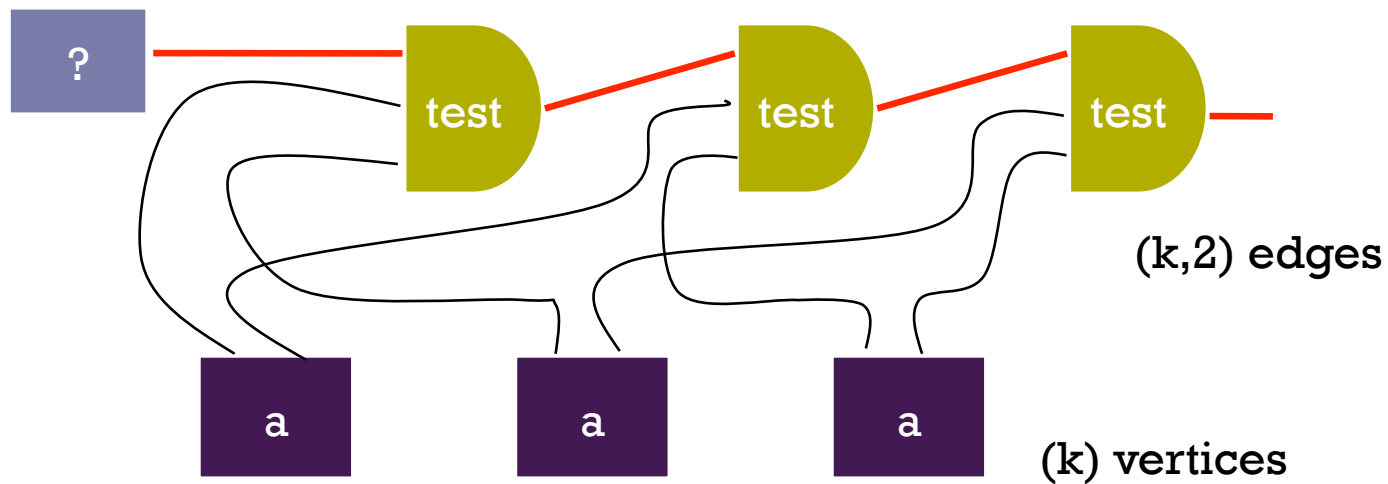 ?
test
test
test
(k,2) edges
a
a
a
(k) vertices